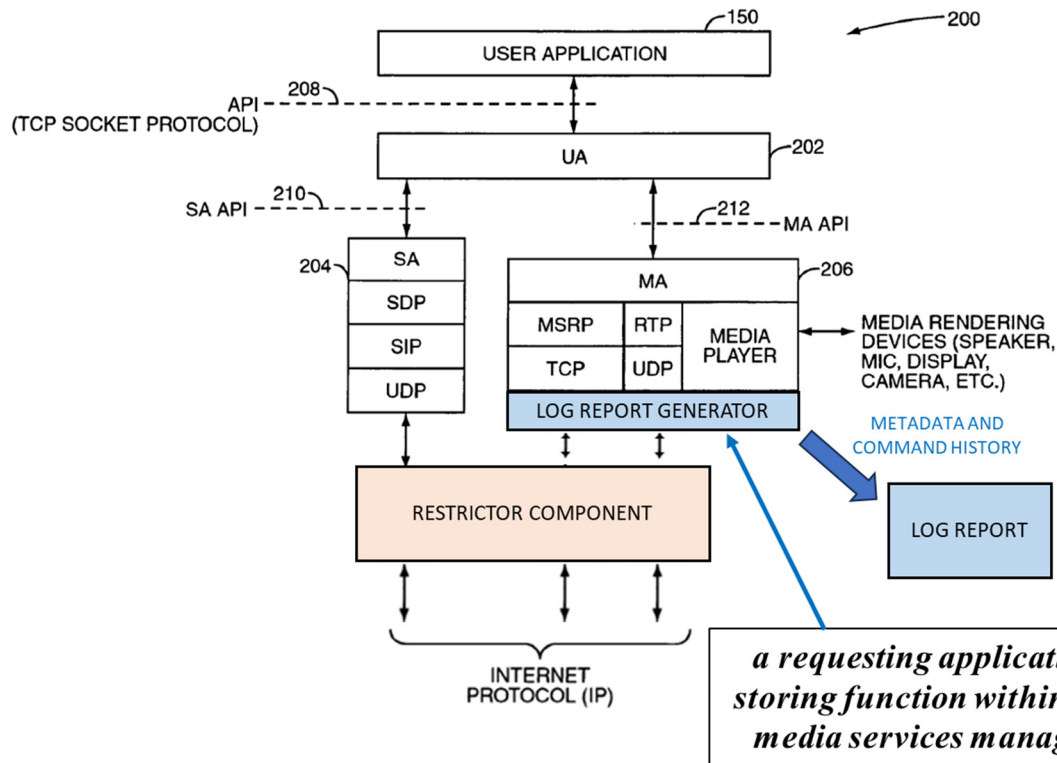 150
200
USER APPLICATION
208
API
(TCP SOCKET PROTOCOL)
UA
202
210
SA API
212
MA API
204
SA
SDP
SIP
UDP
206
MA
MSRP
RTP
TCP
UDP
MEDIA
PLAYER
MEDIA RENDERING
DEVICES (SPEAKER,
MIC, DISPLAY,
CAMERA, ETC.)
LOG REPORT GENERATOR
METADATA AND
COMMAND HISTORY
RESTRICTOR COMPONENT
LOG REPORT
INTERNET
PROTOCOL (IP)
a requesting
storing function within
media services